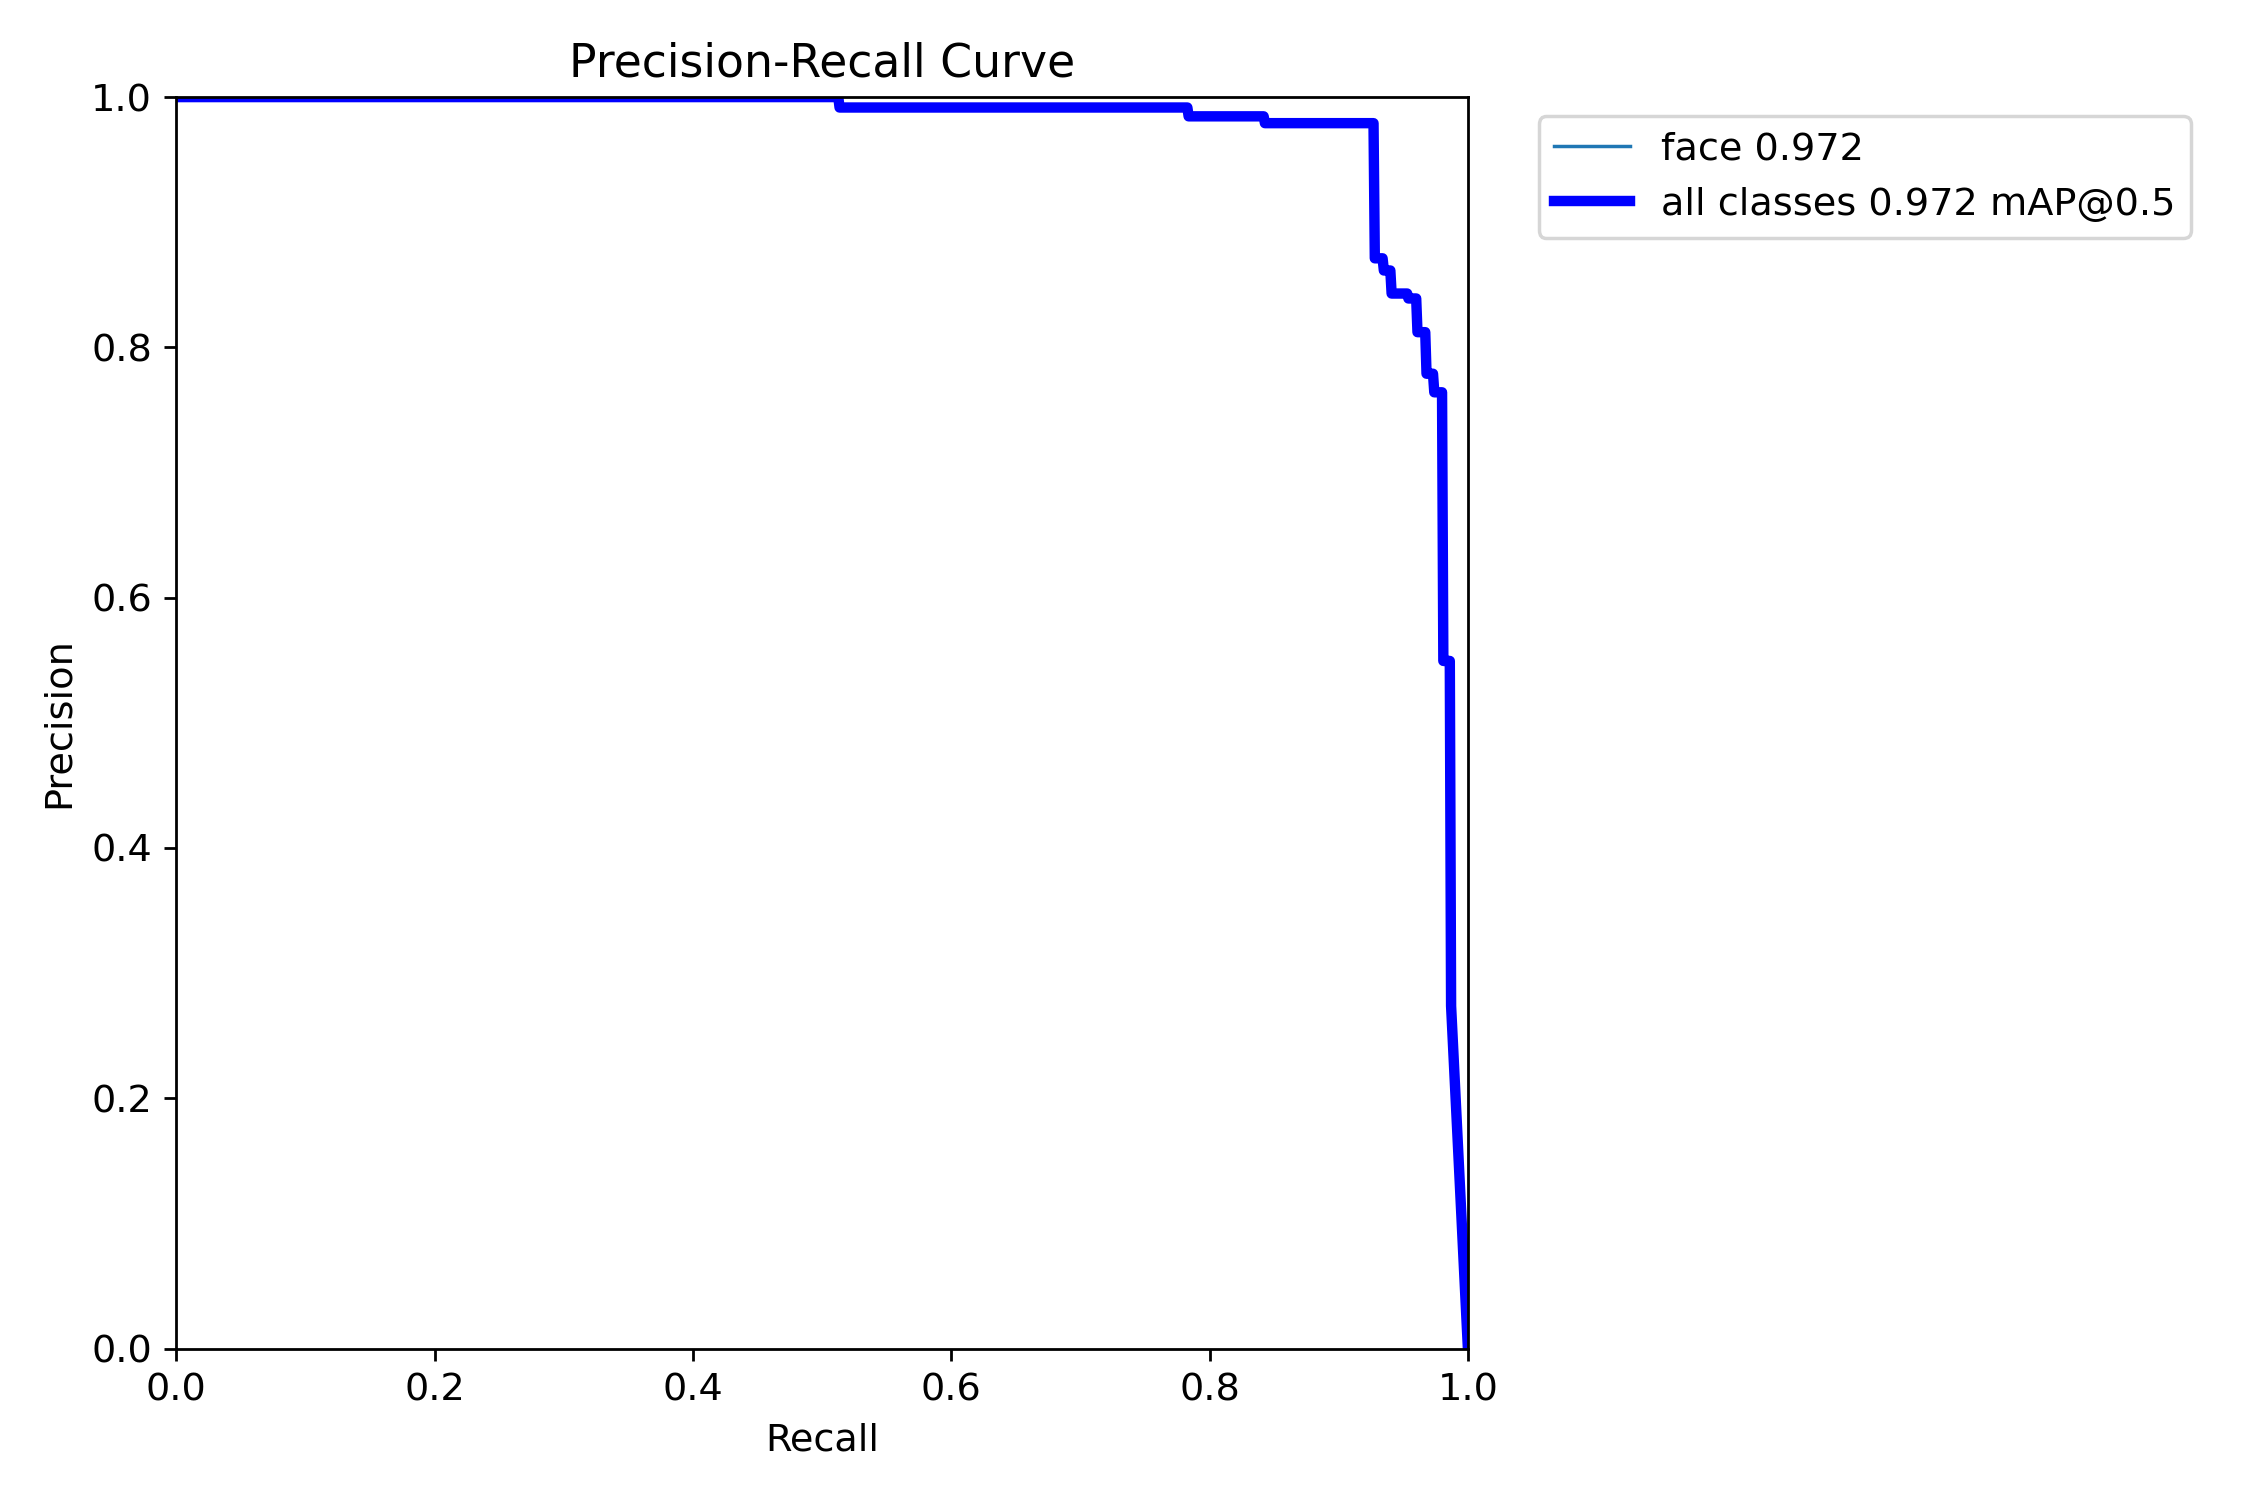 Precision-Recall Curve
1.0
0.8
0.6
0.4
0.2
0.0
Precision
0.0 0.2 0.4 0.6 0.8 1.0
Recall
face 0.972
all classes 0.972 mAP@0.5